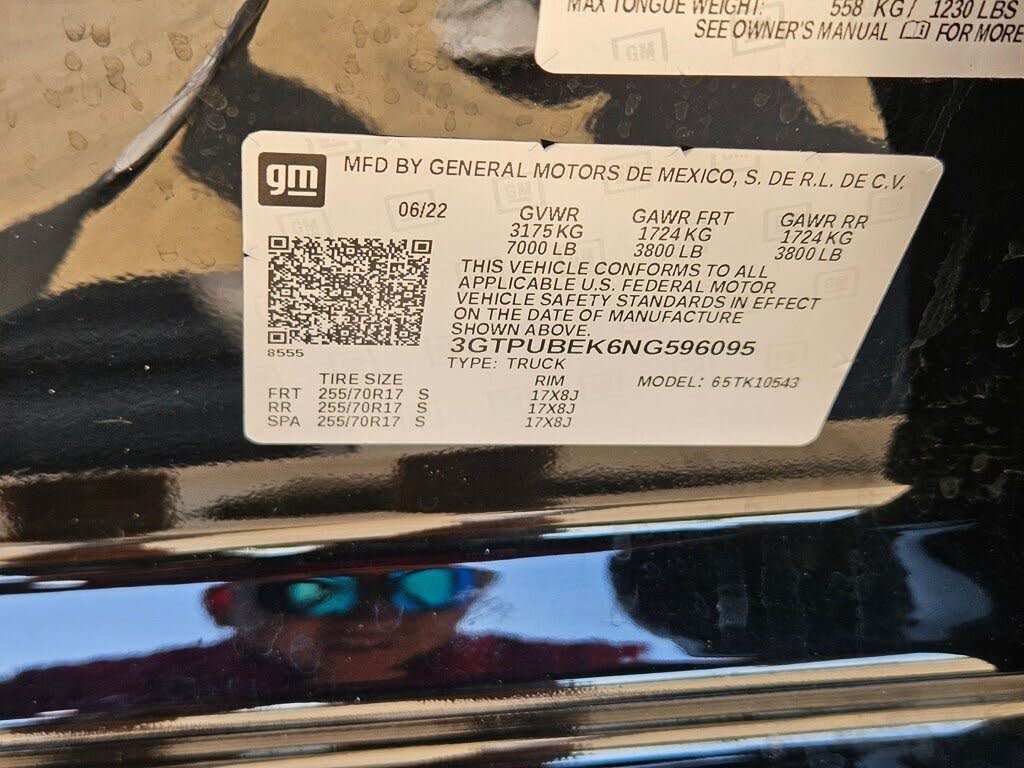 MAX TONGUE WEIGHT: 558 KG / 1230 LBS
SEE OWNER'S MANUAL FOR MORE
gm MFD BY GENERAL MOTORS DE MEXICO, S. DE R.L. DE C.V.
06/22 GVWR GAWR FRT GAWR RR
3175 KG 1724 KG 1724 KG
7000 LB 3800 LB 3800 LB
THIS VEHICLE CONFORMS TO ALL
APPLICABLE U.S. FEDERAL MOTOR
VEHICLE SAFETY STANDARDS IN EFFECT
ON THE DATE OF MANUFACTURE
SHOWN ABOVE.
8555
3GTPUBEK6NG596095
TYPE: TRUCK
TIRE SIZE RIM MODEL: 65TK10543
FRT 255/70R17 S 17X8J
RR 255/70R17 S 17X8J
SPA 255/70R17 S 17X8J